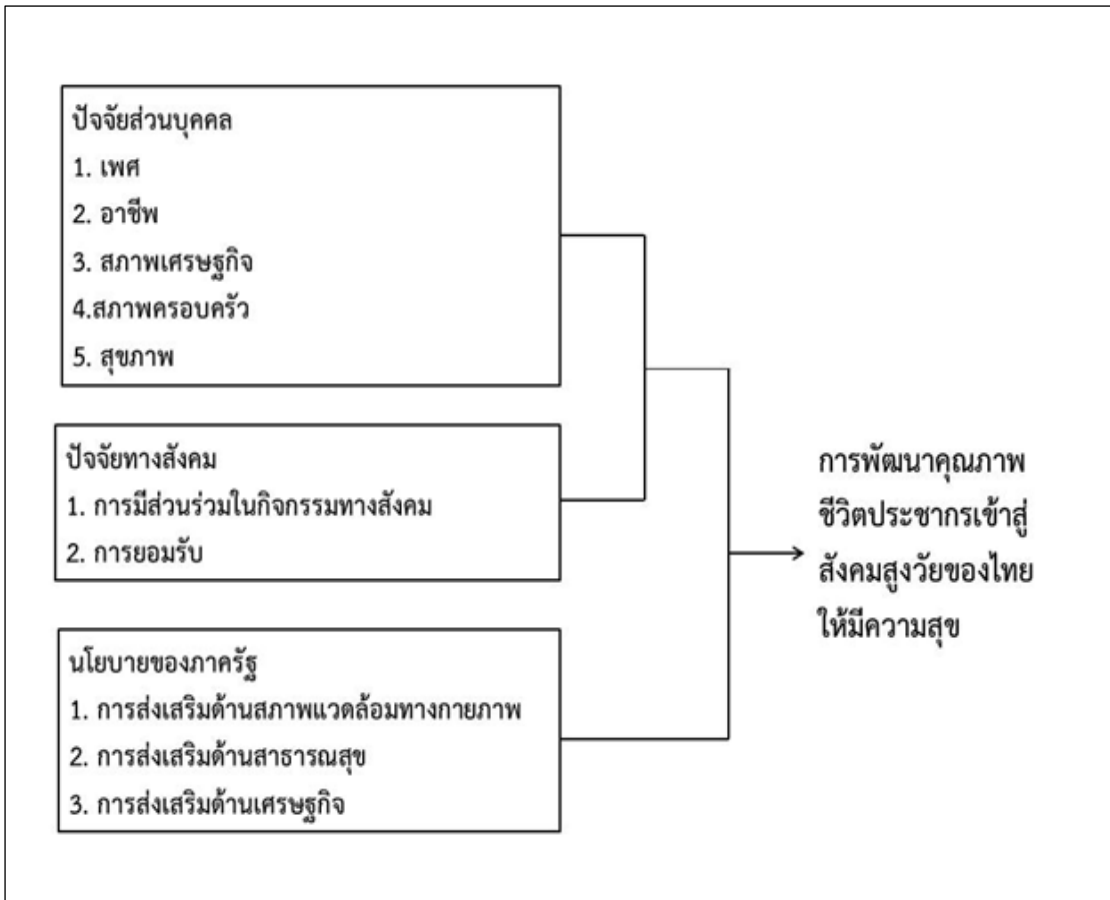 ปัจจัยส่วนบุคคล
1. เพศ
2. อาชีพ
3. สภาพเศรษฐกิจ
4.สภาพครอบครัว
5. สุขภาพ
ปัจจัยทางสังคม
1. การมีส่วนร่วมในกิจกรรมทางสังคม
2. การยอมรับ
นโยบายของภาครัฐ
1. การส่งเสริมด้านสภาพแวดล้อมทางกายภาพ
2. การส่งเสริมด้านสาธารณสุข
3. การส่งเสริมด้านเศรษฐกิจ
การพัฒนาคุณภาพ
ชีวิตประชากรเข้าสู่
สังคมสูงวัยของไทย
ให้มีความสุข